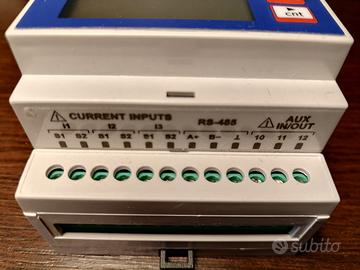 cnt
CURRENT INPUTS RS-485 AUX IN/OUT
I1 I2 I3
S1 S2 S1 S2 S1 S2 A+ B- ⊥ 10 11 12
subito